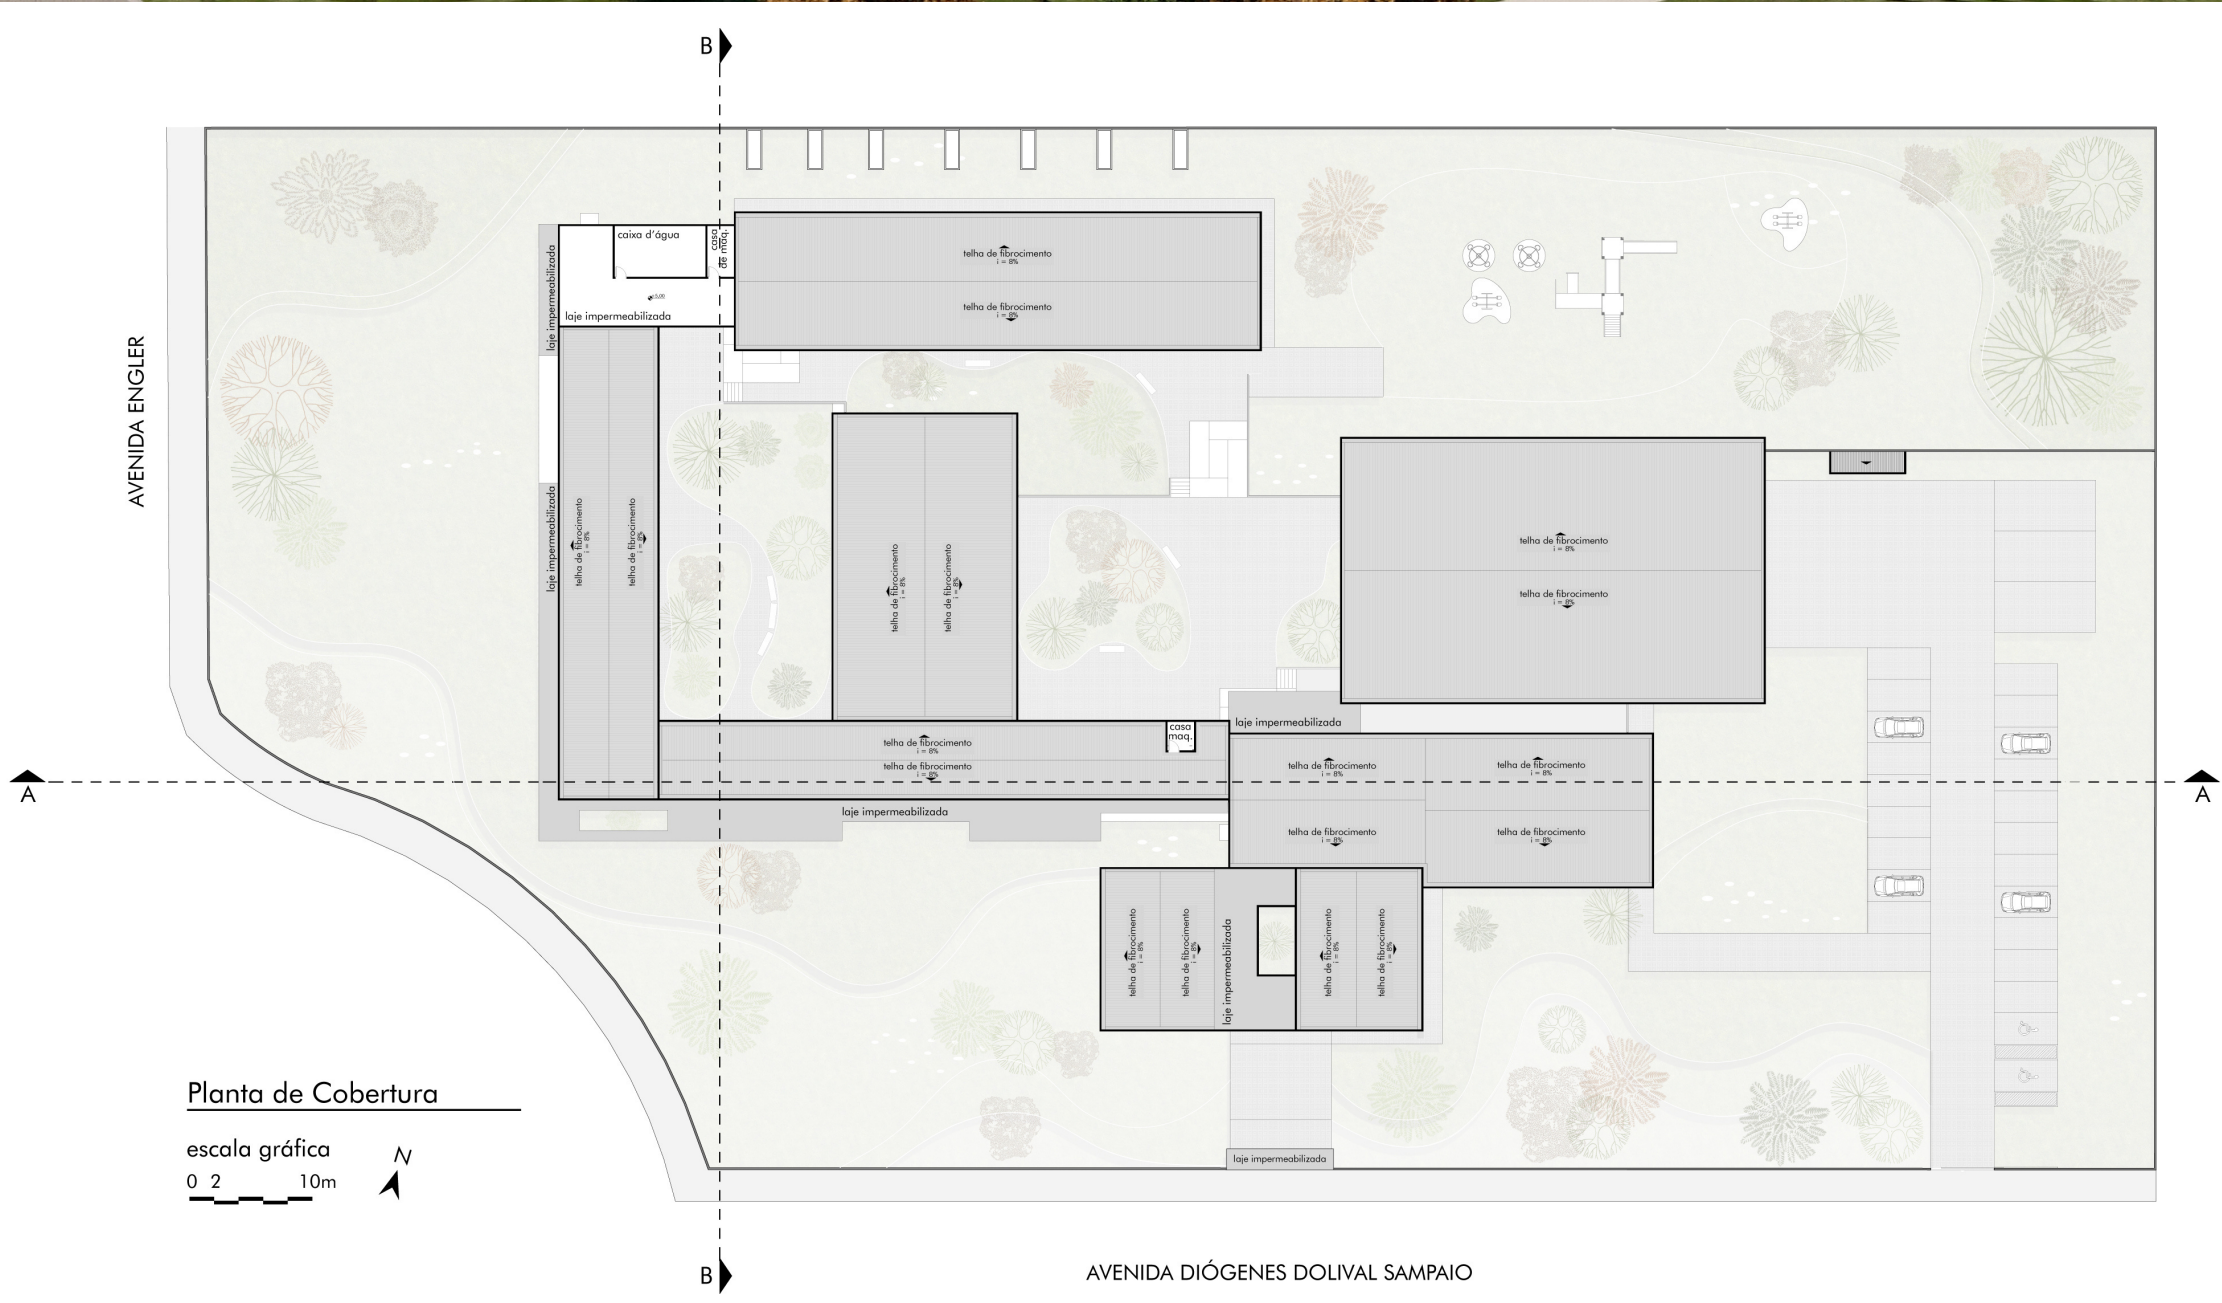 B
caixa d'água
casa
de maq.
telha de fibrocimento
i = 8%
telha de fibrocimento
i = 8%
laje impermeabilizada
laje impermeabilizada
AVENIDA ENGLER
laje impermeabilizada
telha de fibrocimento
i = 8%
telha de fibrocimento
i = 8%
telha de fibrocimento
i = 8%
telha de fibrocimento
i = 8%
telha de fibrocimento
i = 8%
telha de fibrocimento
i = 8%
casa
maq.
laje impermeabilizada
telha de fibrocimento
i = 8%
telha de fibrocimento
i = 8%
telha de fibrocimento
i = 8%
telha de fibrocimento
i = 8%
A
A
laje impermeabilizada
telha de fibrocimento
i = 8%
telha de fibrocimento
i = 8%
telha de fibrocimento
i = 8%
telha de fibrocimento
i = 8%
laje impermeabilizada
telha de fibrocimento
i = 8%
telha de fibrocimento
i = 8%
Planta de Cobertura
escala gráfica
N
0 2 10m
laje impermeabilizada
B
AVENIDA DIÓGENES DOLIVAL SAMPAIO